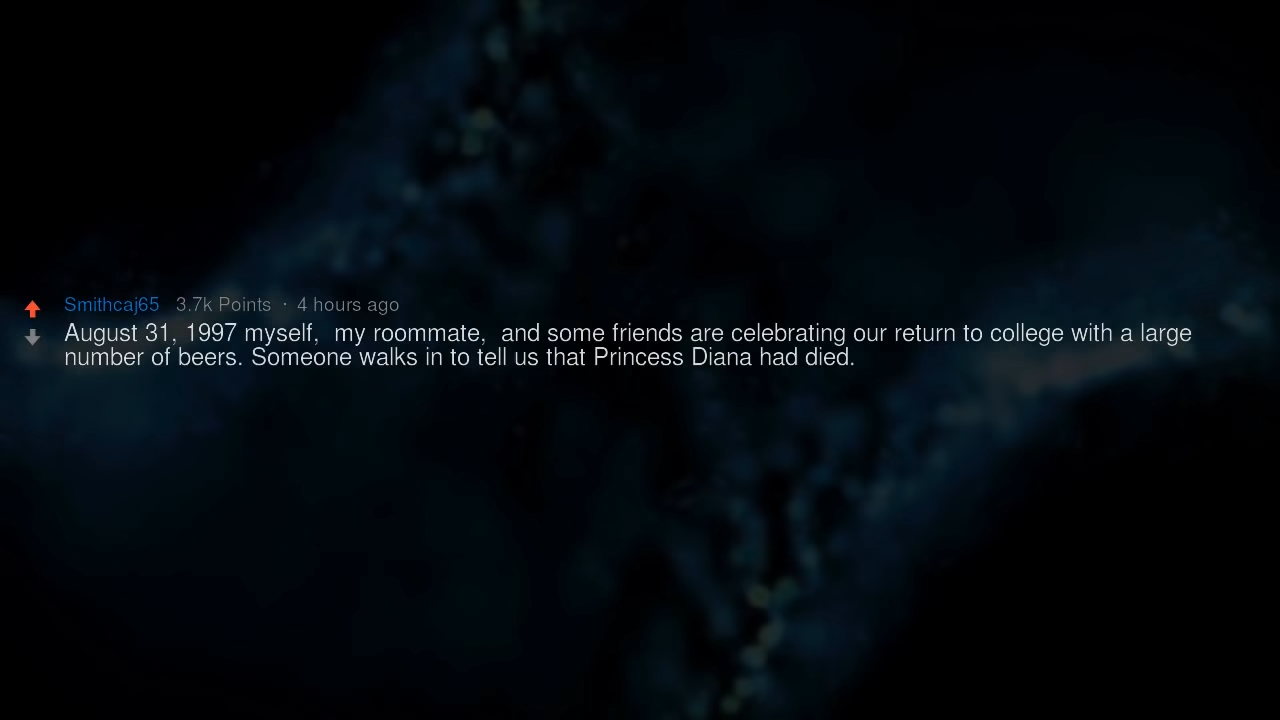 Smithcaj65 3.7k Points · 4 hours ago
August 31, 1997 myself,  my roommate,  and some friends are celebrating our return to college with a large
number of beers. Someone walks in to tell us that Princess Diana had died.